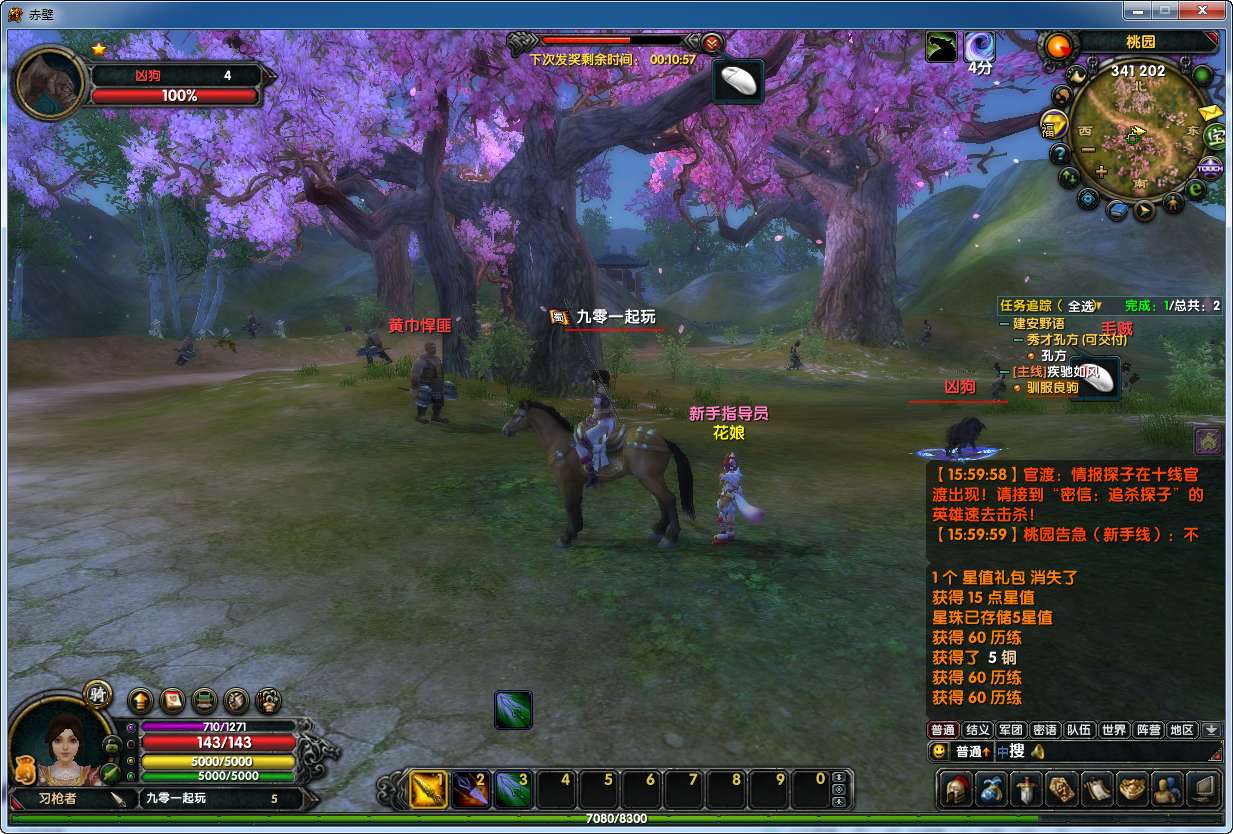 赤壁
凶狗 4
100%
下次发奖剩余时间: 00:10:57
4分
桃园
341 202
北
西
东
南
福
宝
TOUCH
任务追踪（全选 完成：1/总共：2
建安野语
毛贼
秀才孔方(可交付)
孔方
[主线]疾驰如风
驯服良驹
黄巾悍匪
蜀 九零一起玩
凶狗
新手指导员
花娘
【15:59:58】官渡：情报探子在十线官
渡出现！请接到“密信：追杀探子”的
英雄速去击杀！
【15:59:59】桃园告急（新手线）：不
1个 星值礼包 消失了
获得 15 点星值
星珠已存储5星值
获得 60 历练
获得了 5 铜
获得 60 历练
获得 60 历练
普通 结义 军团 密语 队伍 世界 阵营 地区
普通 中搜
骑
710/1271
143/143
5000/5000
5000/5000
习枪者 九零一起玩 5
2 3 4 5 6 7 8 9 0
7080/8300